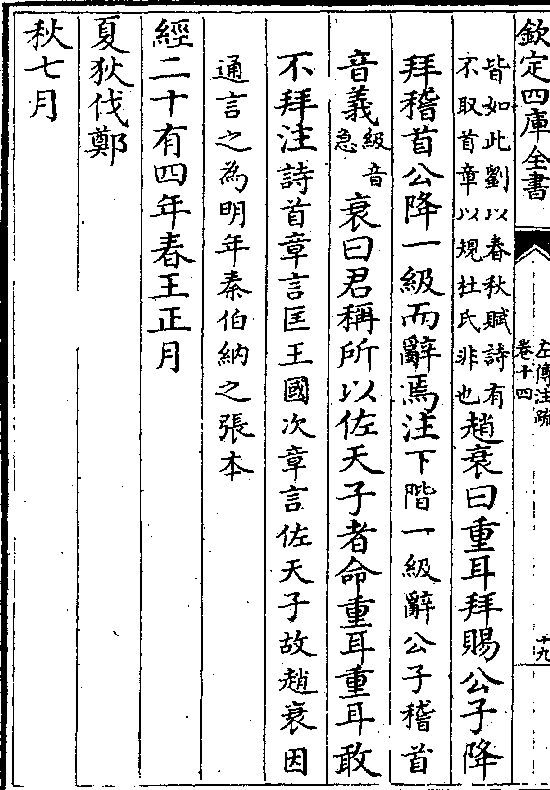 欽定四庫全書
左傳注疏
卷十四
十九
皆如此劉以春秋賦詩有
不取首章以規杜氏非也
趙衰曰重耳拜賜公子降
拜稽首公降一級而辭焉注下階一級辭公子稽首
音義級音急衰曰君稱所以佐天子者命重耳重耳敢
不拜注詩首章言匡王國次章言佐天子故趙衰因
通言之為明年秦伯納之張本
經二十有四年春王正月
夏狄伐鄭
秋七月